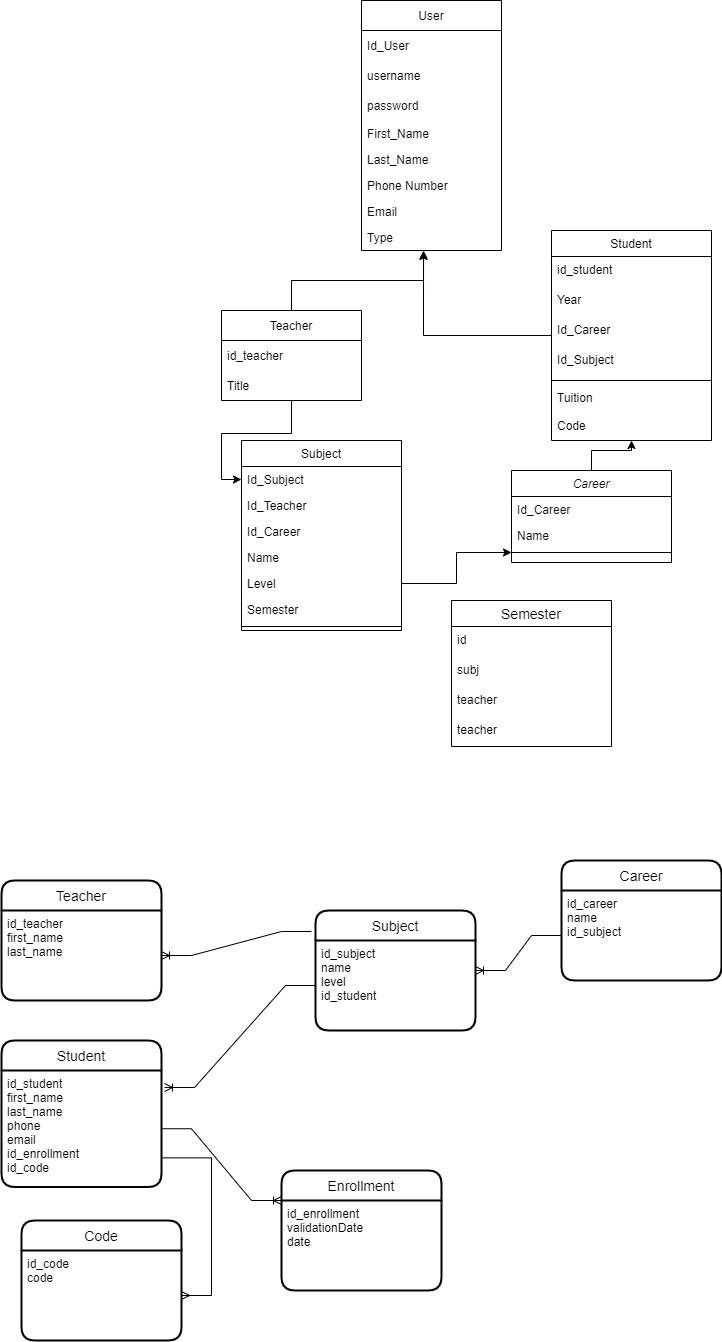 User
Id_User
username
password
First_Name
Last_Name
Phone Number
Email
Type
Student
id_student
Year
Id_Career
Id_Subject
Tuition
Code
Teacher
id_teacher
Title
Subject
Id_Subject
Id_Teacher
Id_Career
Name
Level
Semester
Career
Id_Career
Name
Semester
id
subj
teacher
teacher
Teacher
id_teacher
first_name
last_name
Subject
id_subject
name
level
id_student
Career
id_career
name
id_subject
Student
id_student
first_name
last_name
phone
email
id_enrollment
id_code
Enrollment
id_enrollment
validationDate
date
Code
id_code
code